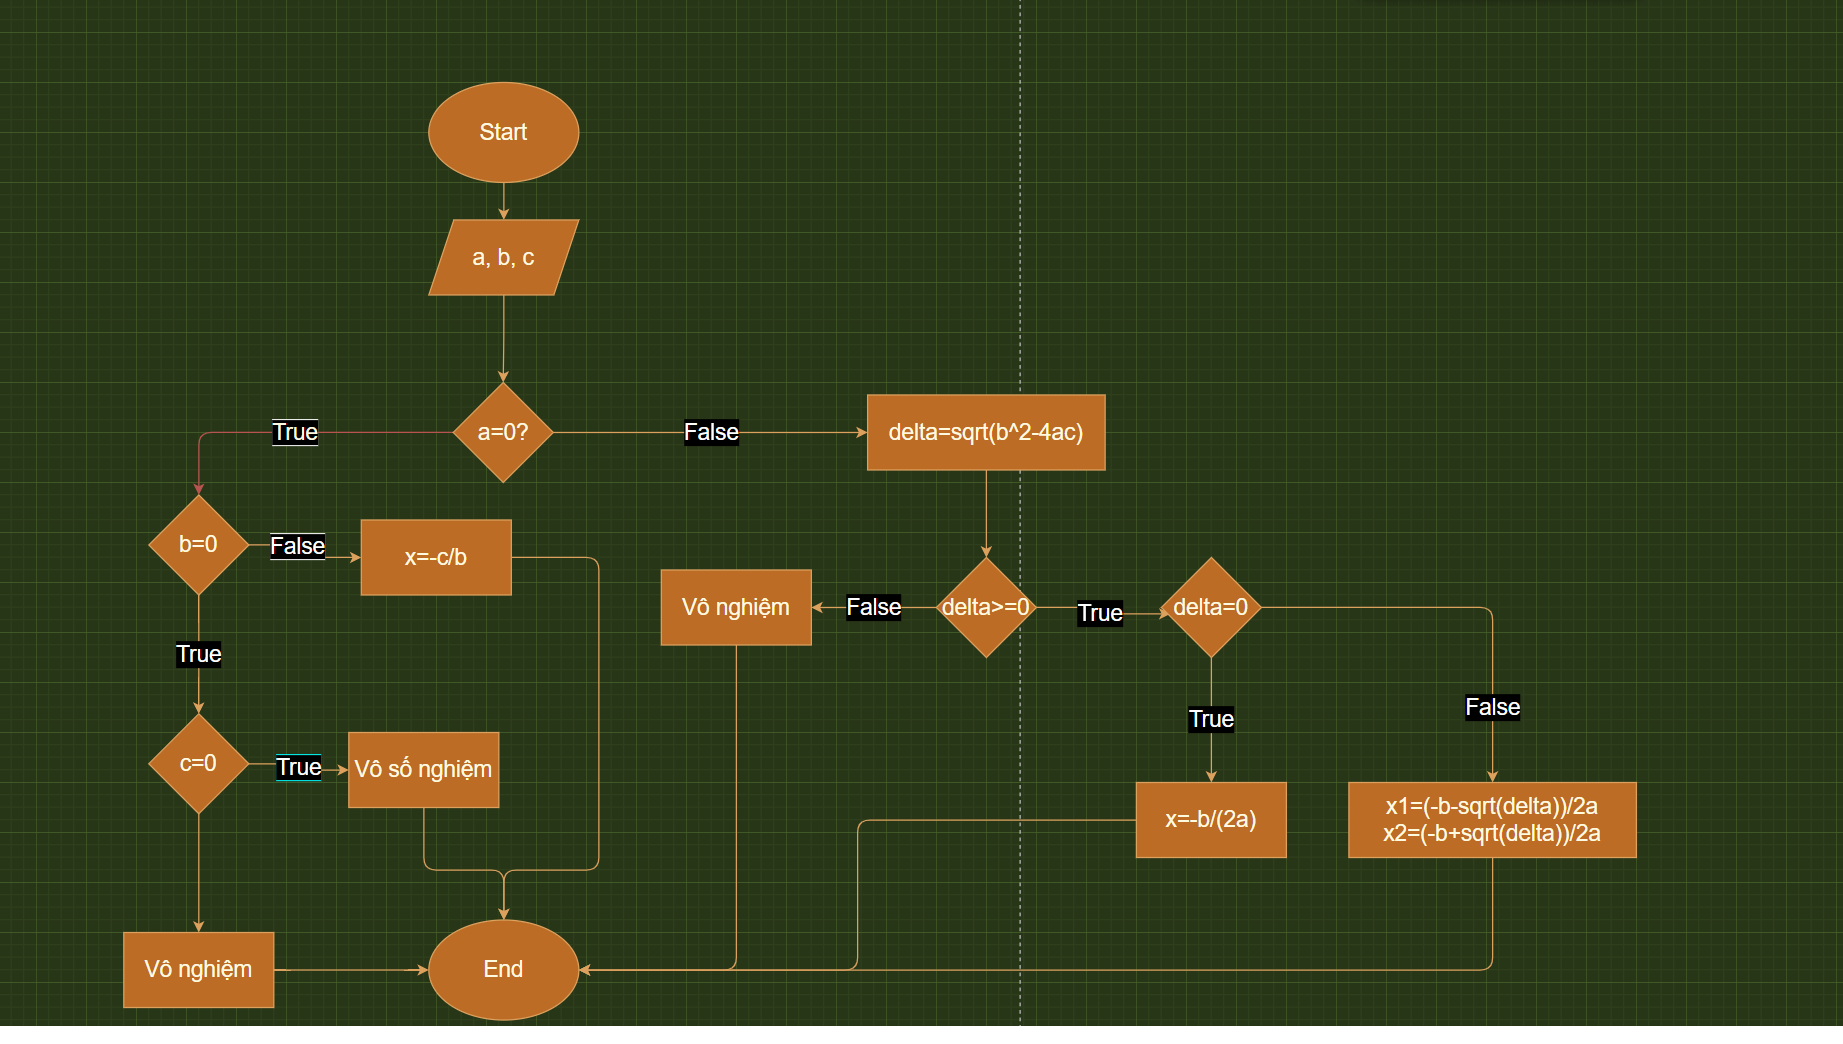 Start
a, b, c
a=0?
True
False
delta=sqrt(b^2-4ac)
b=0
False
x=-c/b
True
c=0
True
Vô số nghiệm
Vô nghiệm
End
Vô nghiệm
False
delta>=0
True
delta=0
True
False
x=-b/(2a)
x1=(-b-sqrt(delta))/2a
x2=(-b+sqrt(delta))/2a